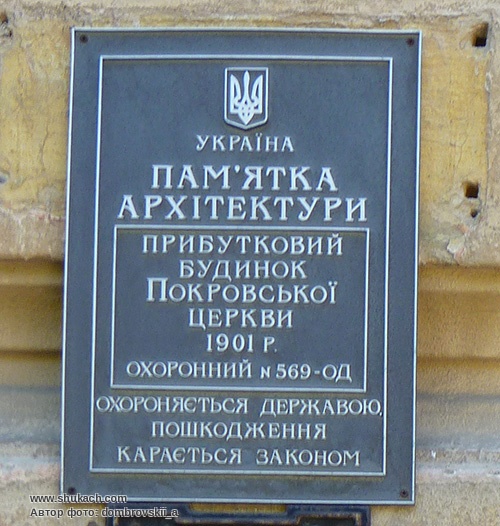 УКРАЇНА
ПАМ'ЯТКА
АРХІТЕКТУРИ
ПРИБУТКОВИЙ
БУДИНОК
ПОКРОВСЬКОЇ
ЦЕРКВИ
1901 Р.
ОХОРОННИЙ N 569-ОД
ОХОРОНЯЄТЬСЯ ДЕРЖАВОЮ,
ПОШКОДЖЕННЯ
КАРАЄТЬСЯ ЗАКОНОМ
www.shukach.com
Автор фото: dombrovskii_a